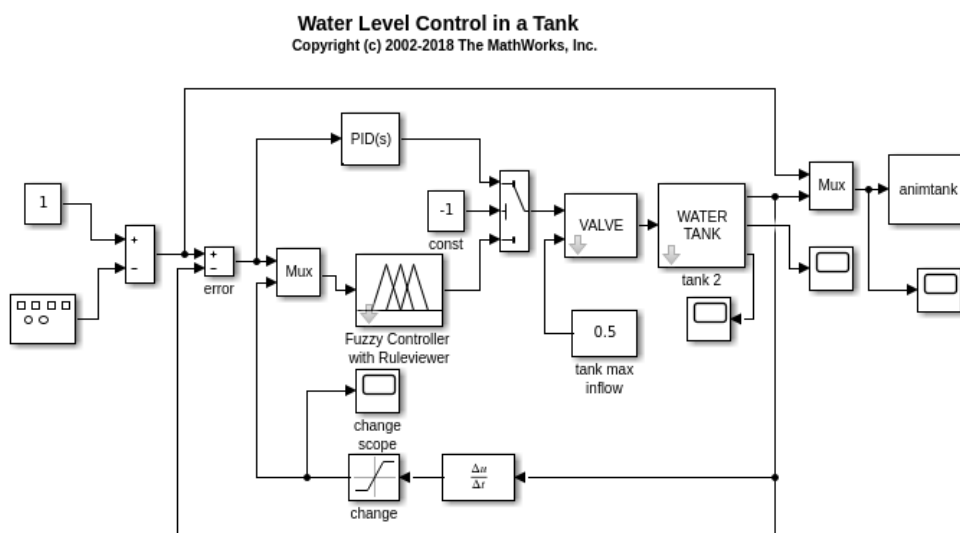 Water Level Control in a Tank
Copyright (c) 2002-2018 The MathWorks, Inc.
PID(s)
1
+
−
+
−
error
Mux
-1
const
Fuzzy Controller
with Ruleviewer
VALVE
WATER
TANK
tank 2
0.5
tank max
inflow
Mux
animtank
change
scope
Δu
Δt
change